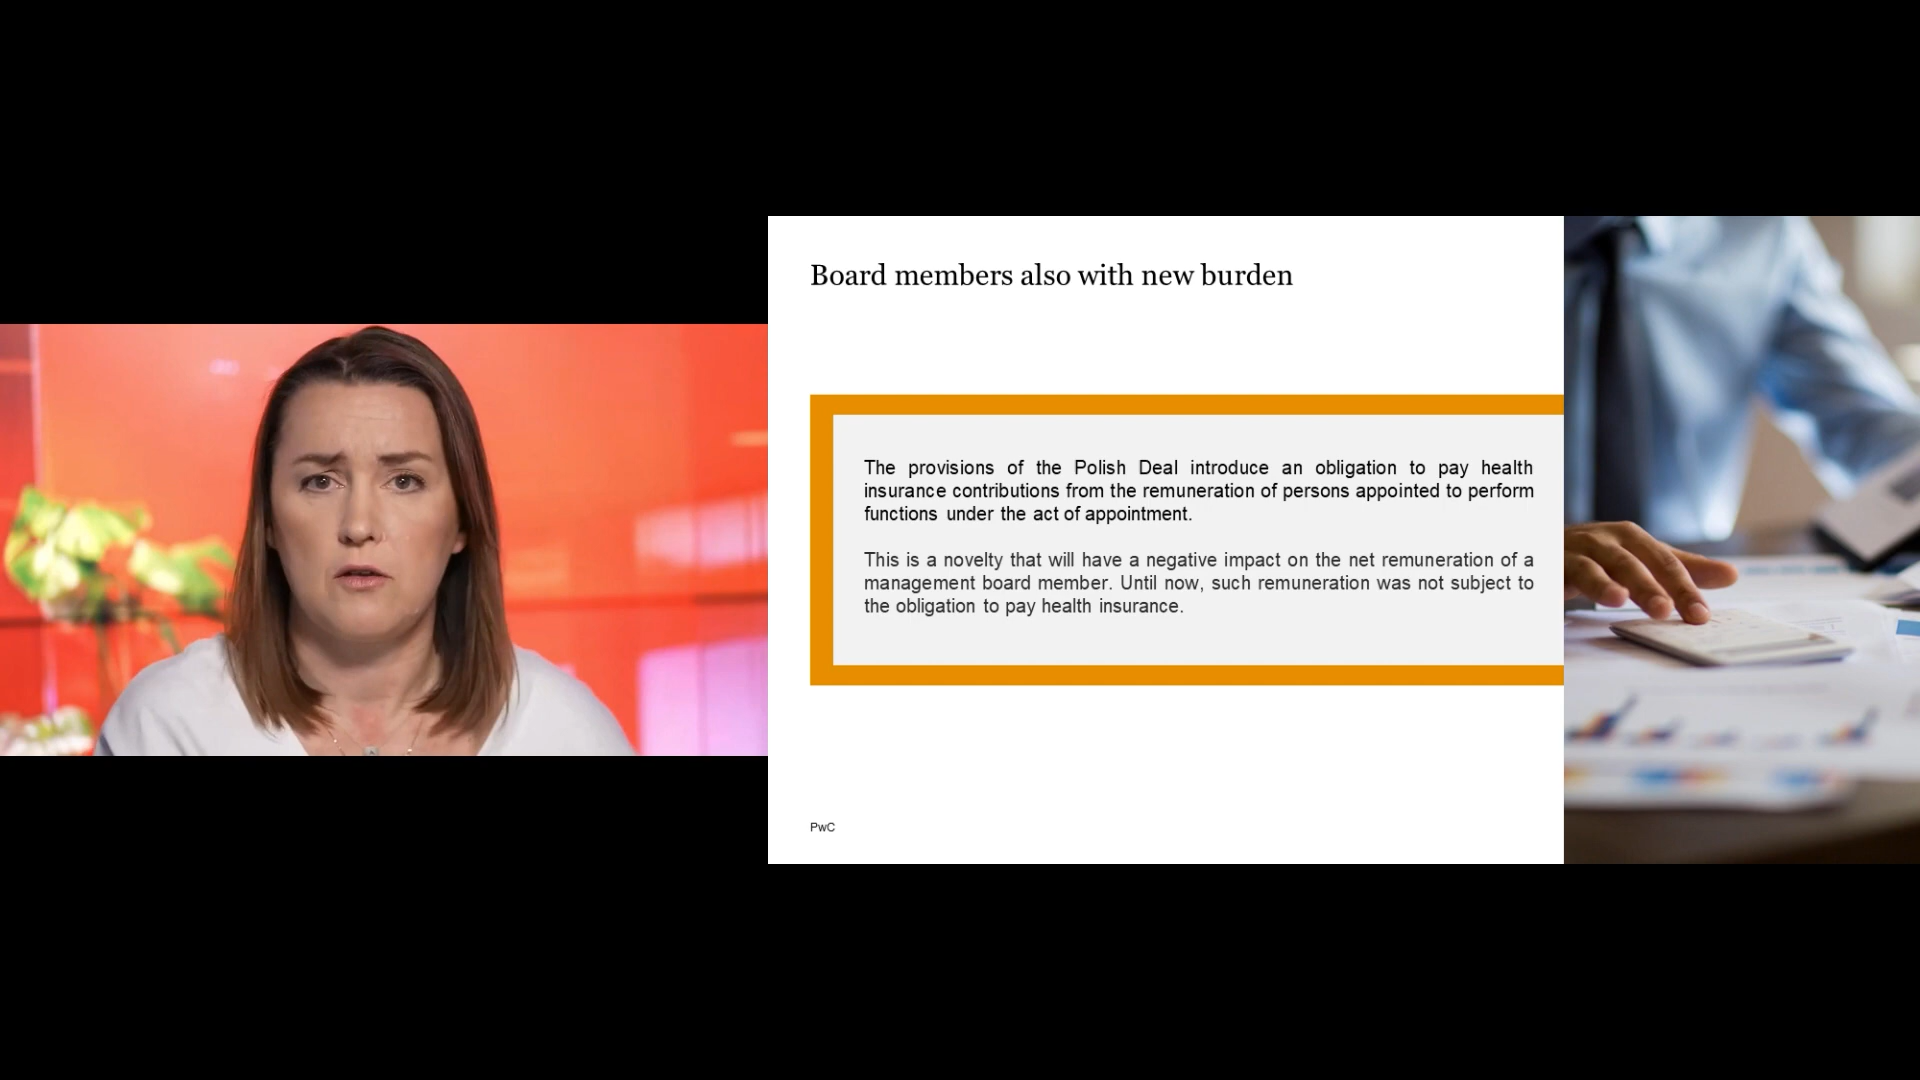 Board members also with new burden
The provisions of the Polish Deal introduce an obligation to pay health
insurance contributions from the remuneration of persons appointed to perform
functions under the act of appointment.
This is a novelty that will have a negative impact on the net remuneration of a
management board member. Until now, such remuneration was not subject to
the obligation to pay health insurance.
PwC